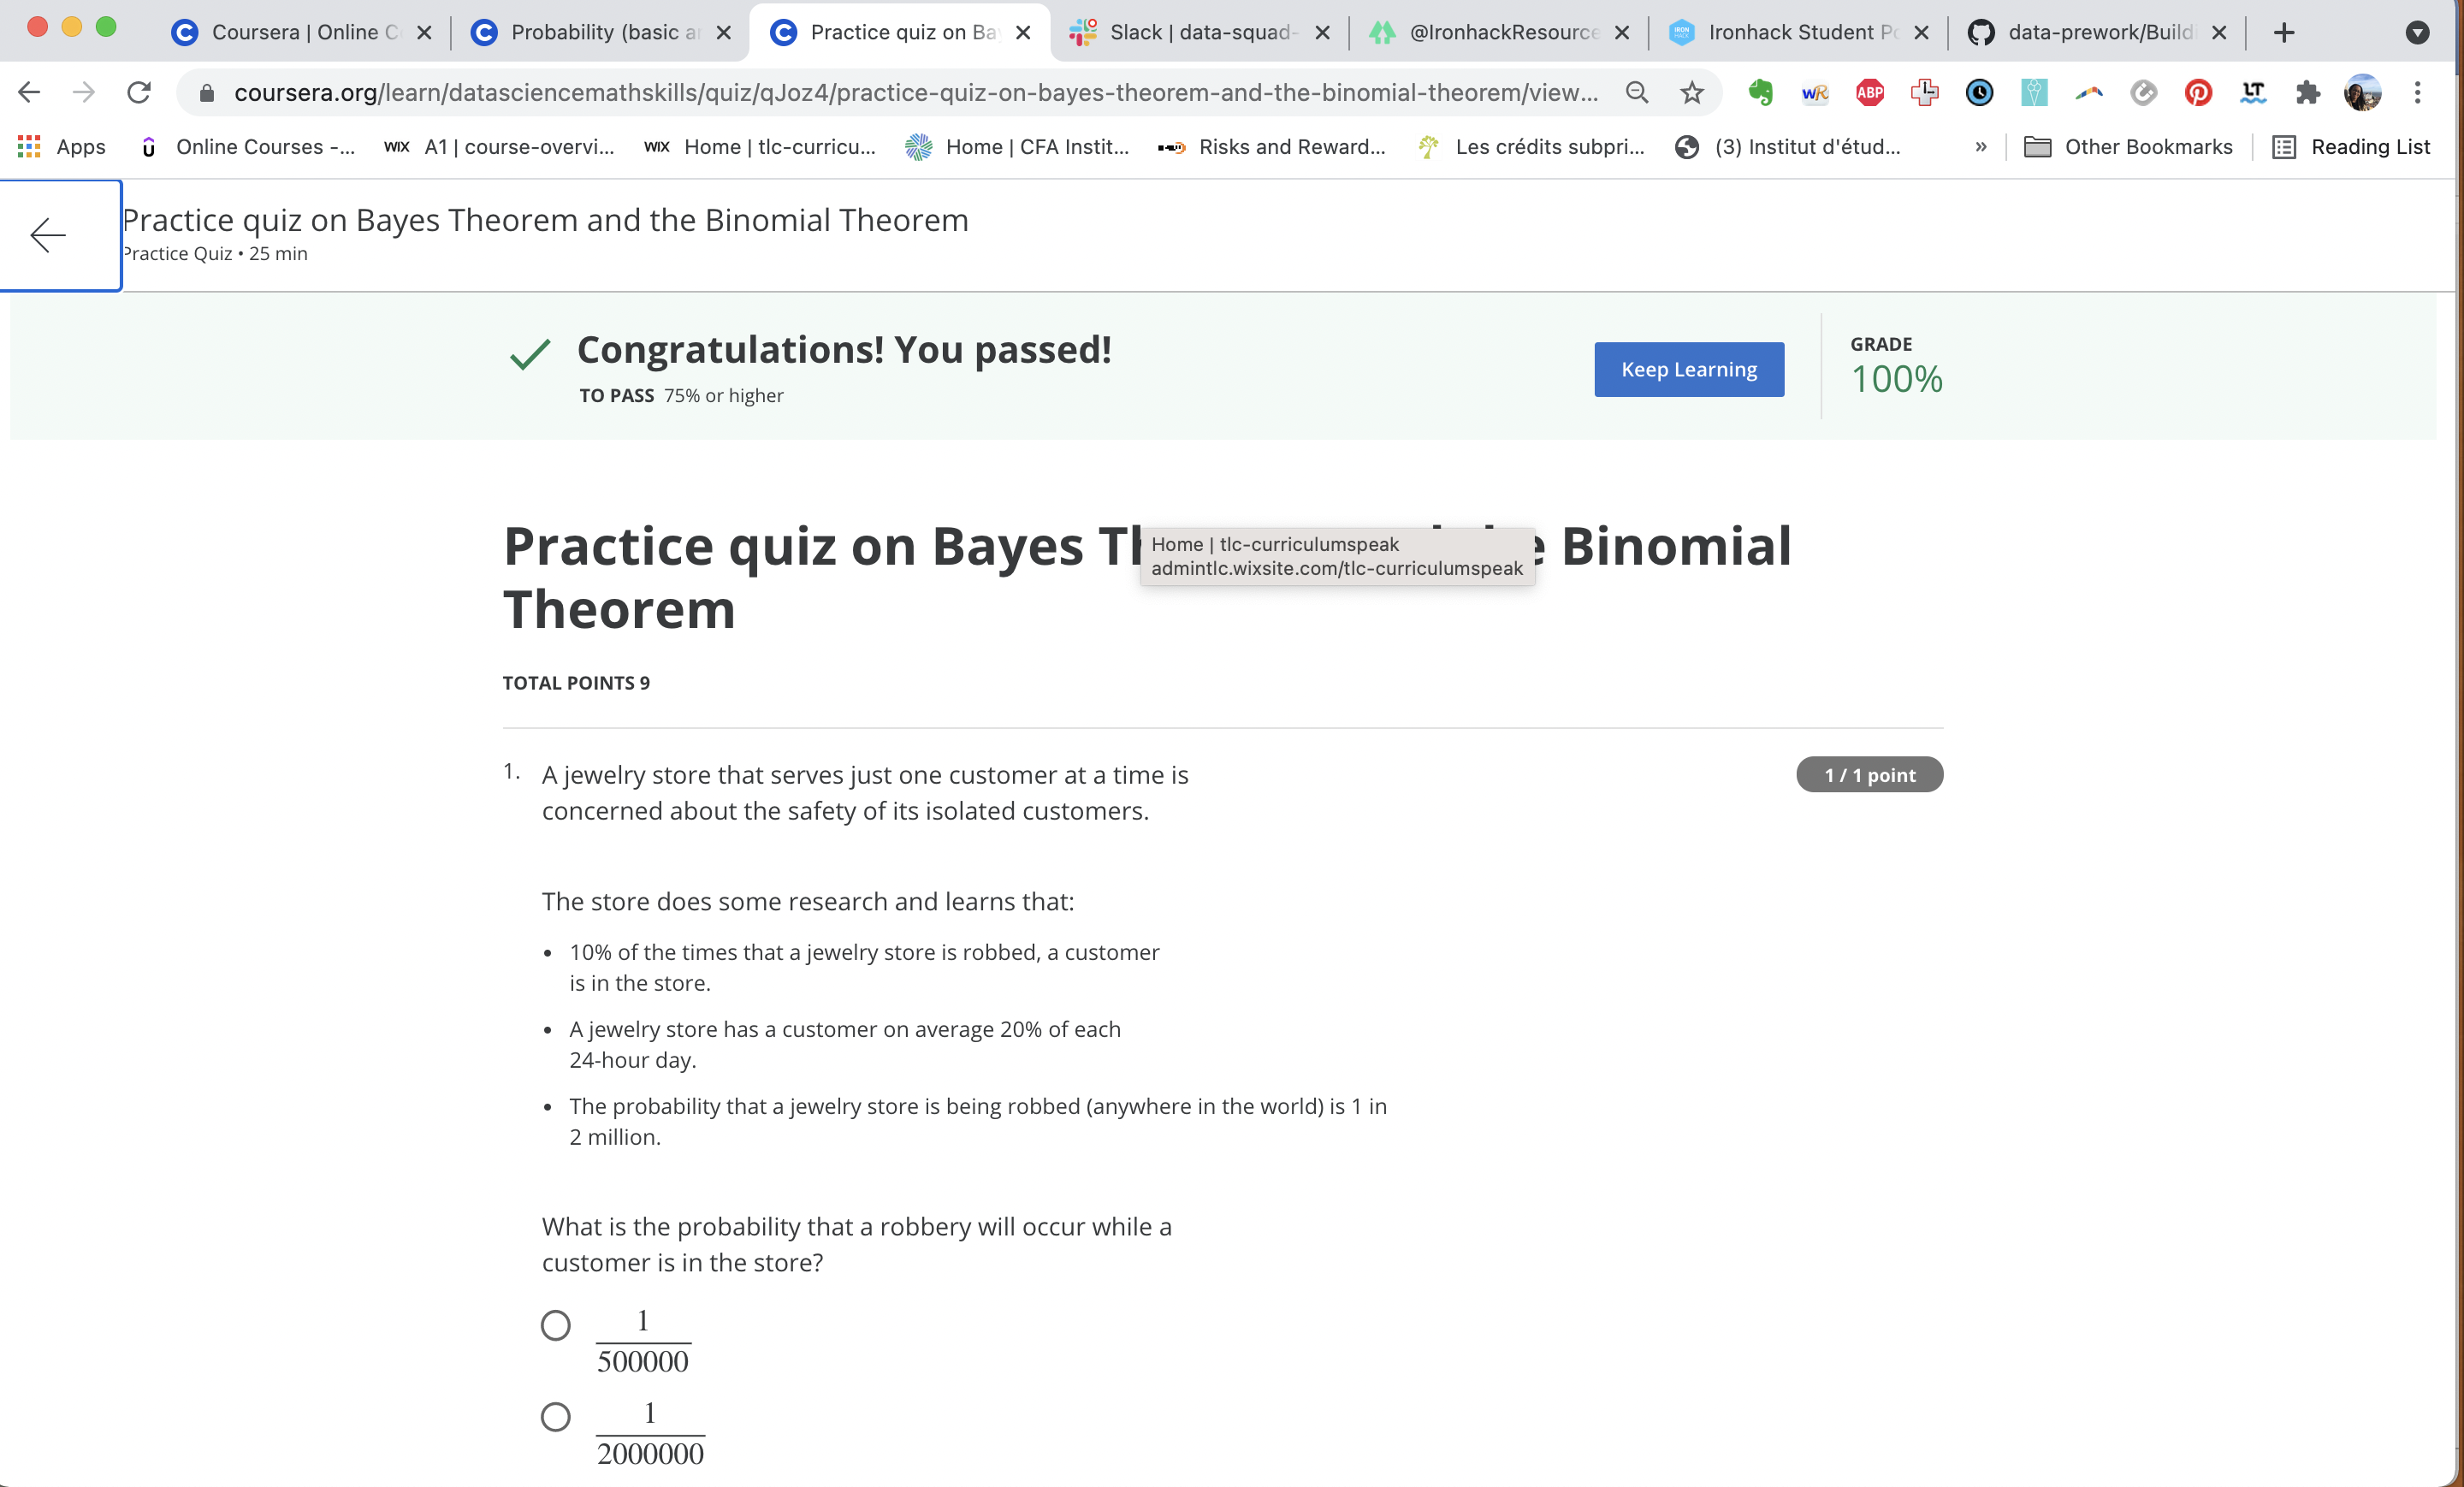 Coursera | Online C
Probability (basic a
Practice quiz on Ba
Slack | data-squad-
@IronhackResource
Ironhack Student P
data-prework/Build
coursera.org/learn/datasciencemathskills/quiz/qJoz4/practice-quiz-on-bayes-theorem-and-the-binomial-theorem/view...
Apps
Online Courses -...
WIX
A1 | course-overvi...
WIX
Home | tlc-curricu...
Home | CFA Instit...
Risks and Reward...
Les crédits subpri...
(3) Institut d'étud...
»
Other Bookmarks
Reading List
Practice quiz on Bayes Theorem and the Binomial Theorem
Practice Quiz • 25 min
Congratulations! You passed!
TO PASS 75% or higher
Keep Learning
GRADE
100%
Practice quiz on Bayes Th e Binomial
Home | tlc-curriculumspeak
admintlc.wixsite.com/tlc-curriculumspeak
Theorem
TOTAL POINTS 9
1. A jewelry store that serves just one customer at a time is
1 / 1 point
concerned about the safety of its isolated customers.
The store does some research and learns that:
• 10% of the times that a jewelry store is robbed, a customer
is in the store.
• A jewelry store has a customer on average 20% of each
24-hour day.
• The probability that a jewelry store is being robbed (anywhere in the world) is 1 in
2 million.
What is the probability that a robbery will occur while a
customer is in the store?
1
500000
1
2000000